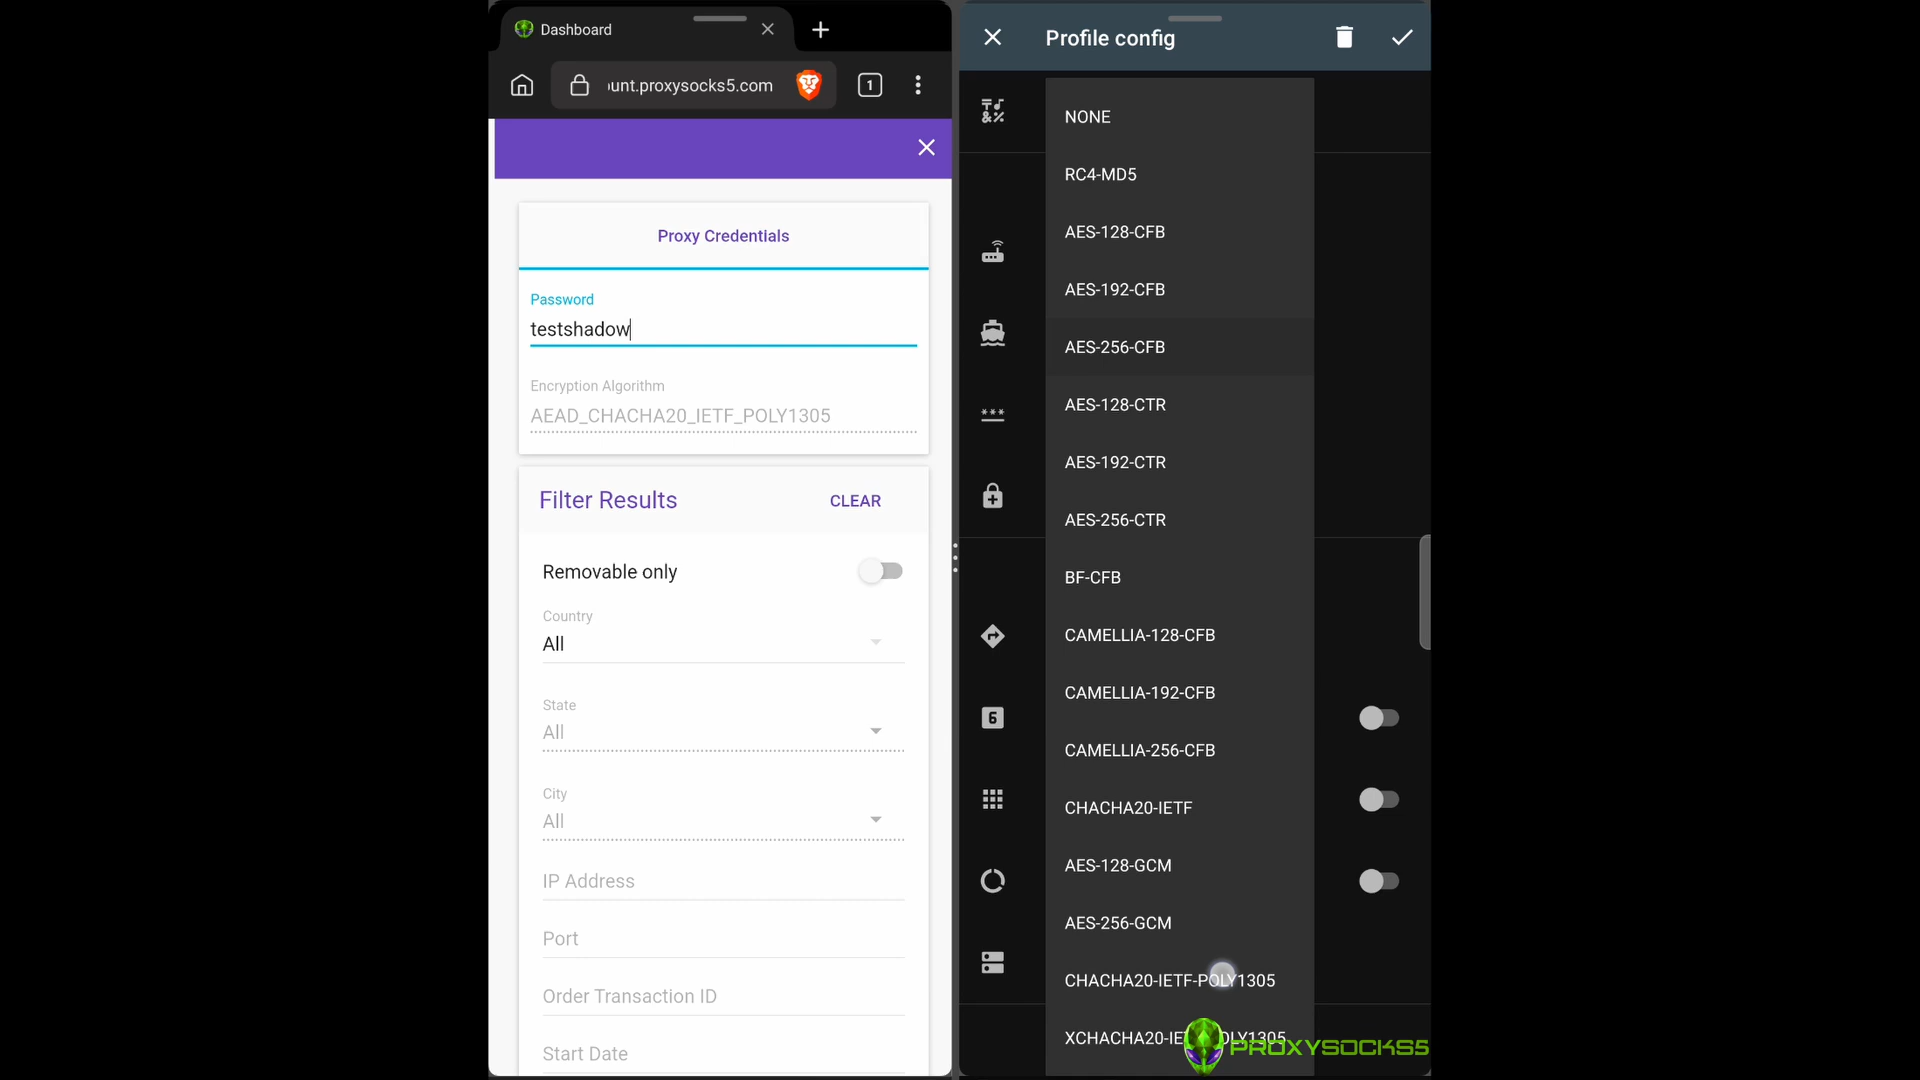 Dashboard
unt.proxysocks5.com
1
Proxy Credentials
Password
testshadow
Encryption Algorithm
AEAD_CHACHA20_IETF_POLY1305
Filter Results
CLEAR
Removable only
Country
All
State
All
City
All
IP Address
Port
Order Transaction ID
Start Date
Profile config
NONE
RC4-MD5
AES-128-CFB
AES-192-CFB
AES-256-CFB
AES-128-CTR
AES-192-CTR
AES-256-CTR
BF-CFB
CAMELLIA-128-CFB
CAMELLIA-192-CFB
CAMELLIA-256-CFB
CHACHA20-IETF
AES-128-GCM
AES-256-GCM
CHACHA20-IETF-POLY1305
XCHACHA20-IETF-POLY1305
6
PROXYSOCKS5